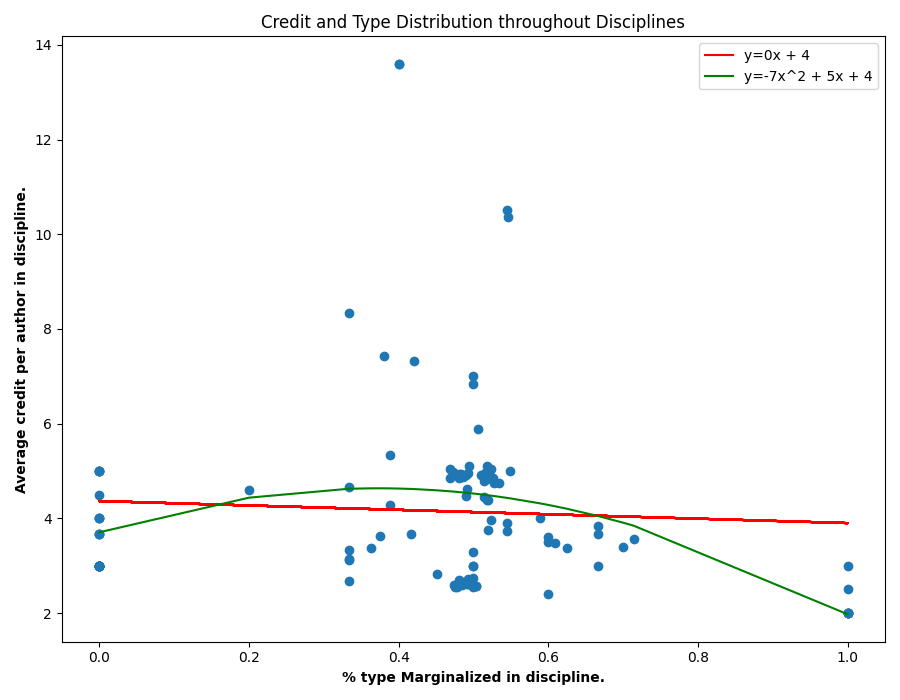 Credit and Type Distribution throughout Disciplines
y=0x + 4
y=-7x^2 + 5x + 4
14
12
10
8
6
4
2
Average credit per author in discipline.
0.0 0.2 0.4 0.6 0.8 1.0
% type Marginalized in discipline.